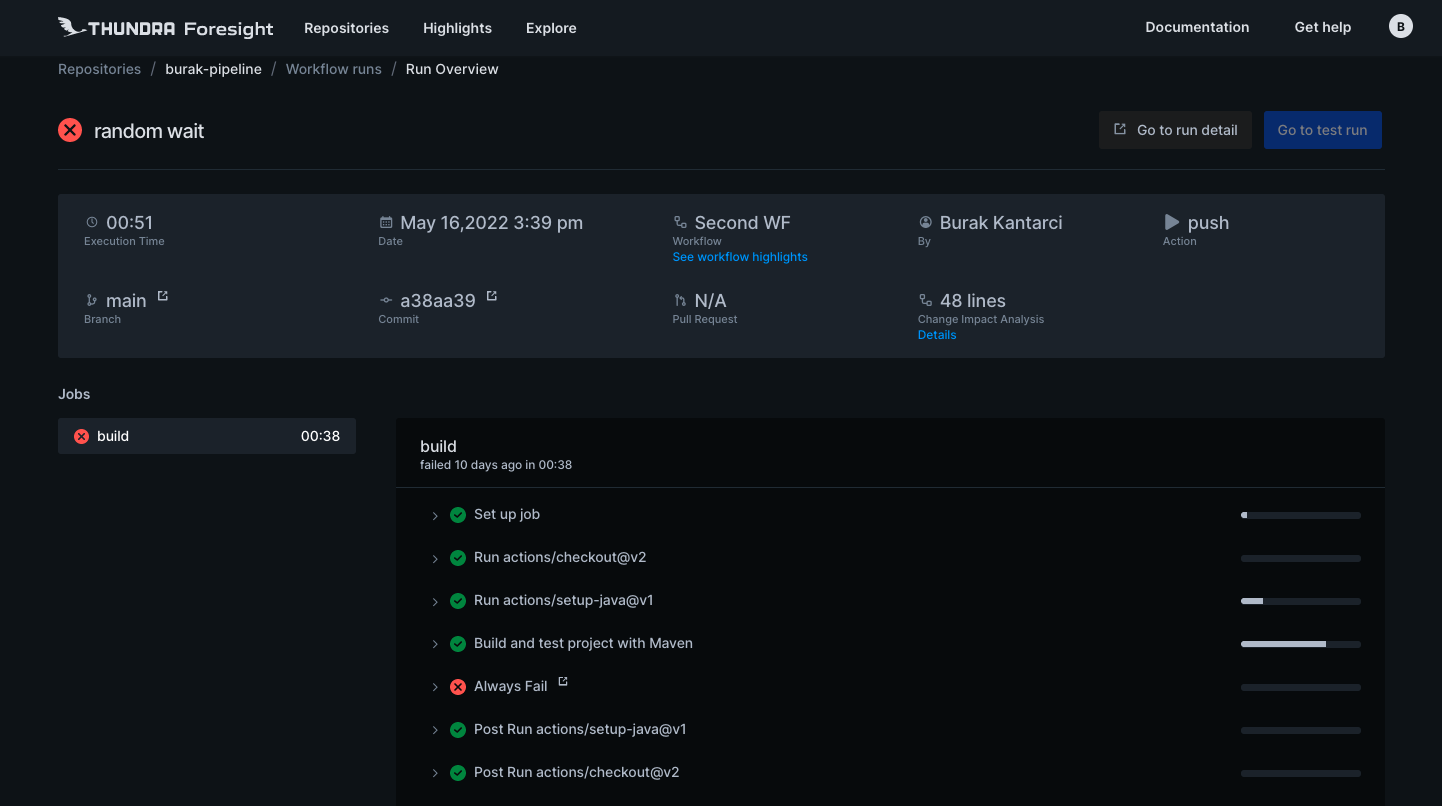 THUNDRA Foresight Repositories Highlights Explore Documentation Get help B
Repositories / burak-pipeline / Workflow runs / Run Overview
random wait Go to run detail Go to test run
00:51 May 16,2022 3:39 pm Second WF Burak Kantarci push
Execution Time Date Workflow By Action
See workflow highlights
main a38aa39 N/A 48 lines
Branch Commit Pull Request Change Impact Analysis
Details
Jobs
build 00:38
build
failed 10 days ago in 00:38
Set up job
Run actions/checkout@v2
Run actions/setup-java@v1
Build and test project with Maven
Always Fail
Post Run actions/setup-java@v1
Post Run actions/checkout@v2